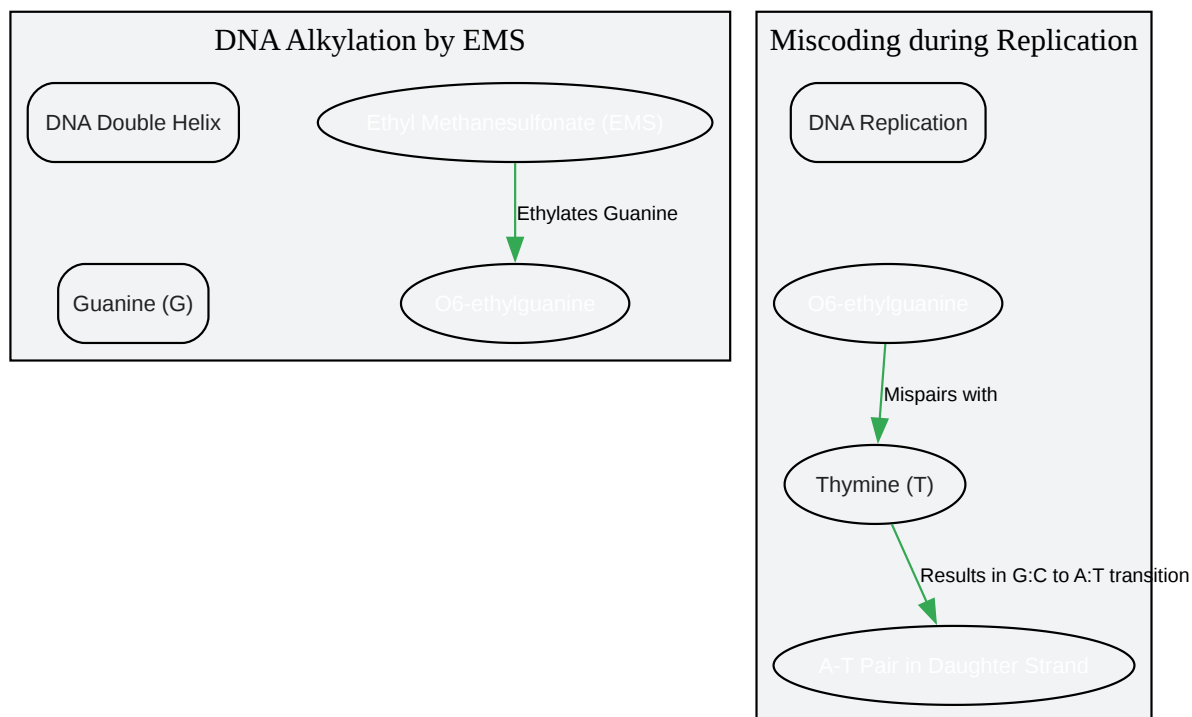 DNA Alkylation by EMS
DNA Double Helix
Ethyl Methanesulfonate (EMS)
Ethylates Guanine
Guanine (G)
O6-ethylguanine
Miscoding during Replication
DNA Replication
O6-ethylguanine
Mispairs with
Thymine (T)
Results in G:C to A:T transition
A-T Pair in Daughter Strand